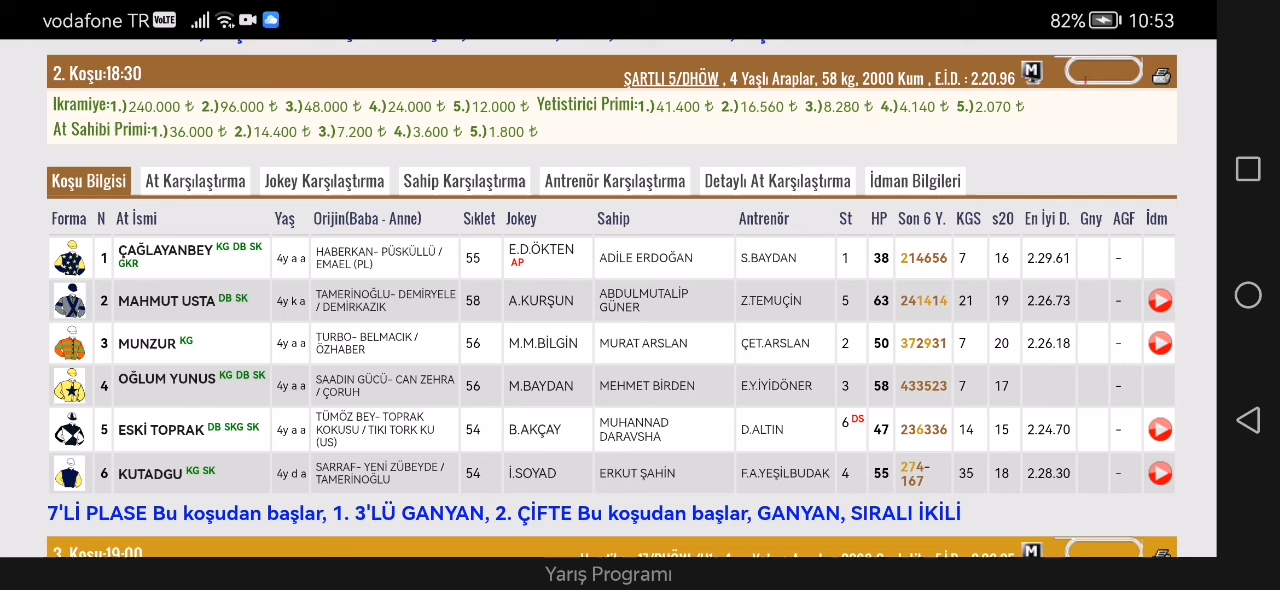 vodafone TR VoLTE 82% 10:53
2. Koşu:18:30 ŞARTLI 5/DHÖW , 4 Yaşlı Araplar, 58 kg, 2000 Kum , E.İ.D. : 2.20.96 M
Ikramiye:1.)240.000 ₺ 2.)96.000 ₺ 3.)48.000 ₺ 4.)24.000 ₺ 5.)12.000 ₺ Yetistirici Primi:1.)41.400 ₺ 2.)16.560 ₺ 3.)8.280 ₺ 4.)4.140 ₺ 5.)2.070 ₺
At Sahibi Primi:1.)36.000 ₺ 2.)14.400 ₺ 3.)7.200 ₺ 4.)3.600 ₺ 5.)1.800 ₺
Koşu Bilgisi At Karşılaştırma Jokey Karşılaştırma Sahip Karşılaştırma Antrenör Karşılaştırma Detaylı At Karşılaştırma İdman Bilgileri
Forma N At İsmi Yaş Orijin(Baba - Anne) Sıklet Jokey Sahip Antrenör St HP Son 6 Y. KGS s20 En İyi D. Gny AGF İdm
1 ÇAĞLAYANBEY KG DB SK GKR 4y a a HABERKAN- PÜSKÜLLÜ / EMAEL (PL) 55 E.D.ÖKTEN AP ADİLE ERDOĞAN S.BAYDAN 1 38 214656 7 16 2.29.61 -
2 MAHMUT USTA DB SK 4y k a TAMERİNOĞLU- DEMİRYELE / DEMİRKAZIK 58 A.KURŞUN ABDULMUTALİP GÜNER Z.TEMUÇİN 5 63 241414 21 19 2.26.73 -
3 MUNZUR KG 4y a a TURBO- BELMACIK / ÖZHABER 56 M.M.BİLGİN MURAT ARSLAN ÇET.ARSLAN 2 50 372931 7 20 2.26.18 -
4 OĞLUM YUNUS KG DB SK 4y a a SAADIN GÜCÜ- CAN ZEHRA / ÇORUH 56 M.BAYDAN MEHMET BİRDEN E.Y.İYİDÖNER 3 58 433523 7 17 -
5 ESKİ TOPRAK DB SKG SK 4y a a TÜMÖZ BEY- TOPRAK KOKUSU / TIKI TORK KU (US) 54 B.AKÇAY MUHANNAD DARAVSHA D.ALTIN 6 DS 47 236336 14 15 2.24.70 -
6 KUTADGU KG SK 4y d a SARRAF- YENİ ZÜBEYDE / TAMERİNOĞLU 54 İ.SOYAD ERKUT ŞAHİN F.A.YEŞİLBUDAK 4 55 274-167 35 18 2.28.30 -
7'Lİ PLASE Bu koşudan başlar, 1. 3'LÜ GANYAN, 2. ÇİFTE Bu koşudan başlar, GANYAN, SIRALI İKİLİ
3. Koşu:19:00 M
Yarış Programı